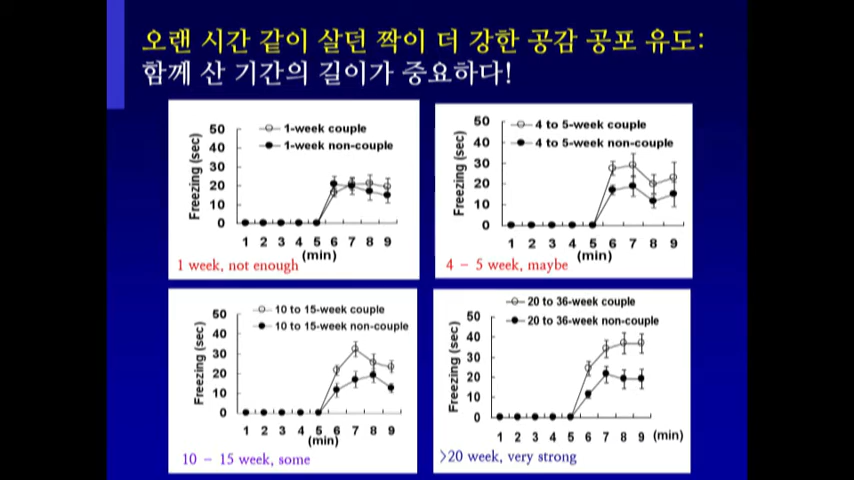 오랜 시간 같이 살던 짝이 더 강한 공감 공포 유도:
함께 산 기간의 길이가 중요하다!
50
40
30
20
10
0
Freezing (sec)
1-week couple
1-week non-couple
1 2 3 4 5 6 7 8 9
(min)
1 week, not enough
50
40
30
20
10
0
Freezing (sec)
4 to 5-week couple
4 to 5-week non-couple
1 2 3 4 5 6 7 8 9
(min)
4 – 5 week, maybe
50
40
30
20
10
0
Freezing (sec)
10 to 15-week couple
10 to 15-week non-couple
1 2 3 4 5 6 7 8 9
(min)
10 – 15 week, some
50
40
30
20
10
0
Freezing (sec)
20 to 36-week couple
20 to 36-week non-couple
1 2 3 4 5 6 7 8 9 (min)
>20 week, very strong